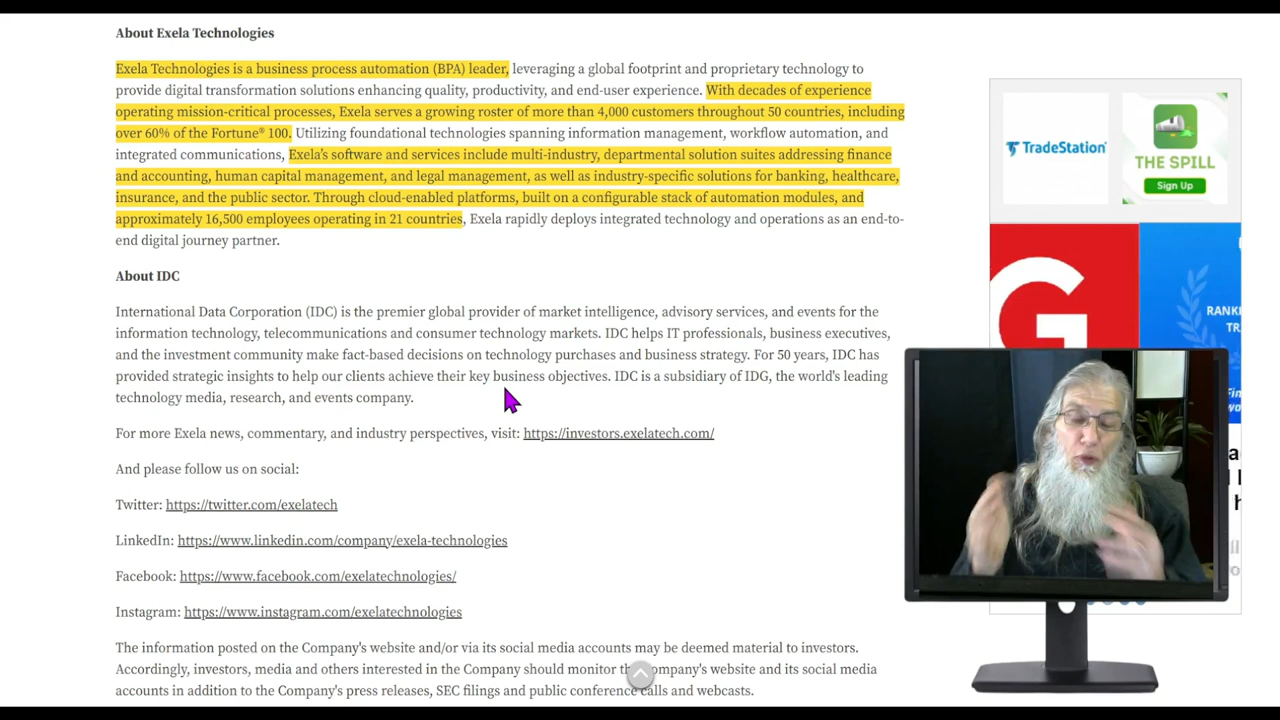 About Exela Technologies
Exela Technologies is a business process automation (BPA) leader, leveraging a global footprint and proprietary technology to
provide digital transformation solutions enhancing quality, productivity, and end-user experience. With decades of experience
operating mission-critical processes, Exela serves a growing roster of more than 4,000 customers throughout 50 countries, including
over 60% of the Fortune® 100. Utilizing foundational technologies spanning information management, workflow automation, and
integrated communications, Exela's software and services include multi-industry, departmental solution suites addressing finance
and accounting, human capital management, and legal management, as well as industry-specific solutions for banking, healthcare,
insurance, and the public sector. Through cloud-enabled platforms, built on a configurable stack of automation modules, and
approximately 16,500 employees operating in 21 countries, Exela rapidly deploys integrated technology and operations as an end-to-
end digital journey partner.
About IDC
International Data Corporation (IDC) is the premier global provider of market intelligence, advisory services, and events for the
information technology, telecommunications and consumer technology markets. IDC helps IT professionals, business executives,
and the investment community make fact-based decisions on technology purchases and business strategy. For 50 years, IDC has
provided strategic insights to help our clients achieve their key business objectives. IDC is a subsidiary of IDG, the world's leading
technology media, research, and events company.
For more Exela news, commentary, and industry perspectives, visit: https://investors.exelatech.com/
And please follow us on social:
Twitter: https://twitter.com/exelatech
LinkedIn: https://www.linkedin.com/company/exela-technologies
Facebook: https://www.facebook.com/exelatechnologies/
Instagram: https://www.instagram.com/exelatechnologies
The information posted on the Company's website and/or via its social media accounts may be deemed material to investors.
Accordingly, investors, media and others interested in the Company should monitor the Company's website and its social media
accounts in addition to the Company's press releases, SEC filings and public conference calls and webcasts.
TradeStation
THE SPILL
Sign Up
G